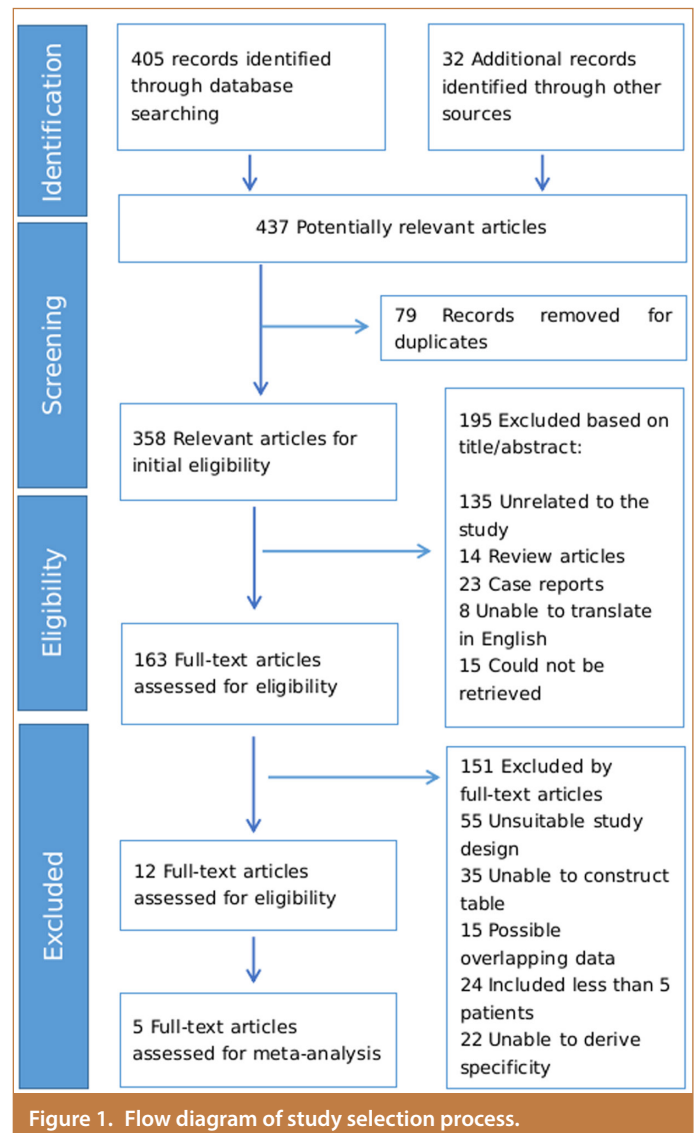 Identification
405 records identified
through database
searching
32 Additional records
identified through other
sources
437 Potentially relevant articles
Screening
79 Records removed for
duplicates
358 Relevant articles for
initial eligibility
195 Excluded based on
title/abstract:
135 Unrelated to the
study
14 Review articles
23 Case reports
8 Unable to translate
in English
15 Could not be
retrieved
Eligibility
163 Full-text articles
assessed for eligibility
151 Excluded by
full-text articles
55 Unsuitable study
design
35 Unable to construct
table
15 Possible
overlapping data
24 Included less than 5
patients
22 Unable to derive
specificity
Excluded
12 Full-text articles
assessed for eligibility
5 Full-text articles
assessed for meta-analysis
Figure 1. Flow diagram of study selection process.